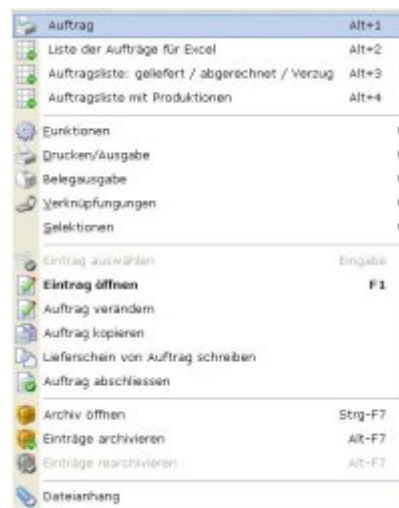 Auftrag Alt+1
Liste der Aufträge für Excel Alt+2
Auftragsliste: geliefert / abgerechnet / Verzug Alt+3
Auftragsliste mit Produktionen Alt+4
Funktionen
Drucken/Ausgabe
Belegausgabe
Verknüpfungungen
Selektionen
Eintrag auswählen Eingabe
Eintrag öffnen F1
Auftrag verändern
Auftrag kopieren
Lieferschein von Auftrag schreiben
Auftrag abschliessen
Archiv öffnen Strg-F7
Einträge archivieren Alt-F7
Einträge rearchivieren Alt-F7
Dateianhang